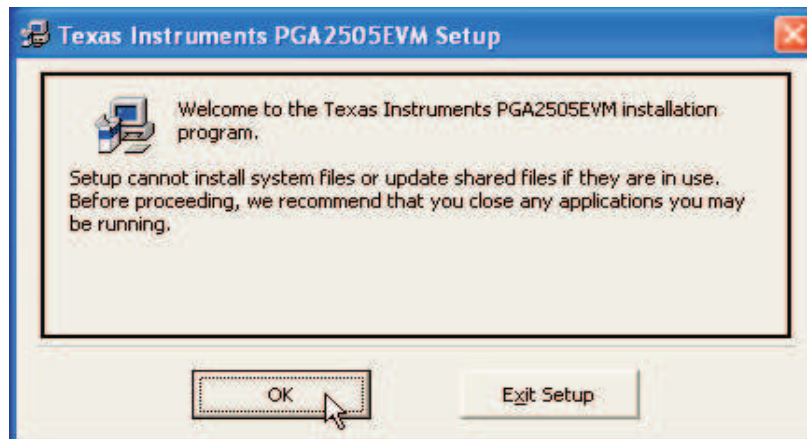 Texas Instruments PGA2505EVM Setup
Welcome to the Texas Instruments PGA2505EVM installation
program.
Setup cannot install system files or update shared files if they are in use.
Before proceeding, we recommend that you close any applications you may
be running.
OK
Exit Setup